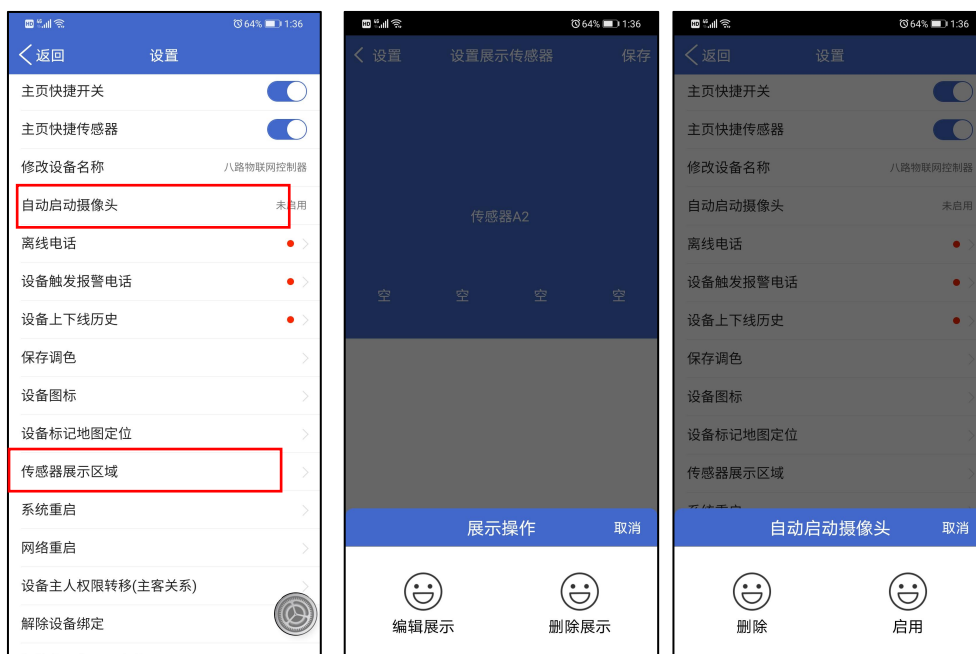 HD 4G 64% 1:36
返回 设置
主页快捷开关
主页快捷传感器
修改设备名称 八路物联网控制器
自动启动摄像头 未启用
离线电话
设备触发报警电话
设备上下线历史
保存调色
设备图标
设备标记地图定位
传感器展示区域
系统重启
网络重启
设备主人权限转移(主客关系)
解除设备绑定
HD 4G 64% 1:36
设置 设置展示传感器 保存
传感器A2
空 空 空 空
展示操作 取消
编辑展示 删除展示
HD 4G 64% 1:36
返回 设置
主页快捷开关
主页快捷传感器
修改设备名称 八路物联网控制器
自动启动摄像头 未启用
离线电话
设备触发报警电话
设备上下线历史
保存调色
设备图标
设备标记地图定位
传感器展示区域
自动启动摄像头 取消
删除 启用